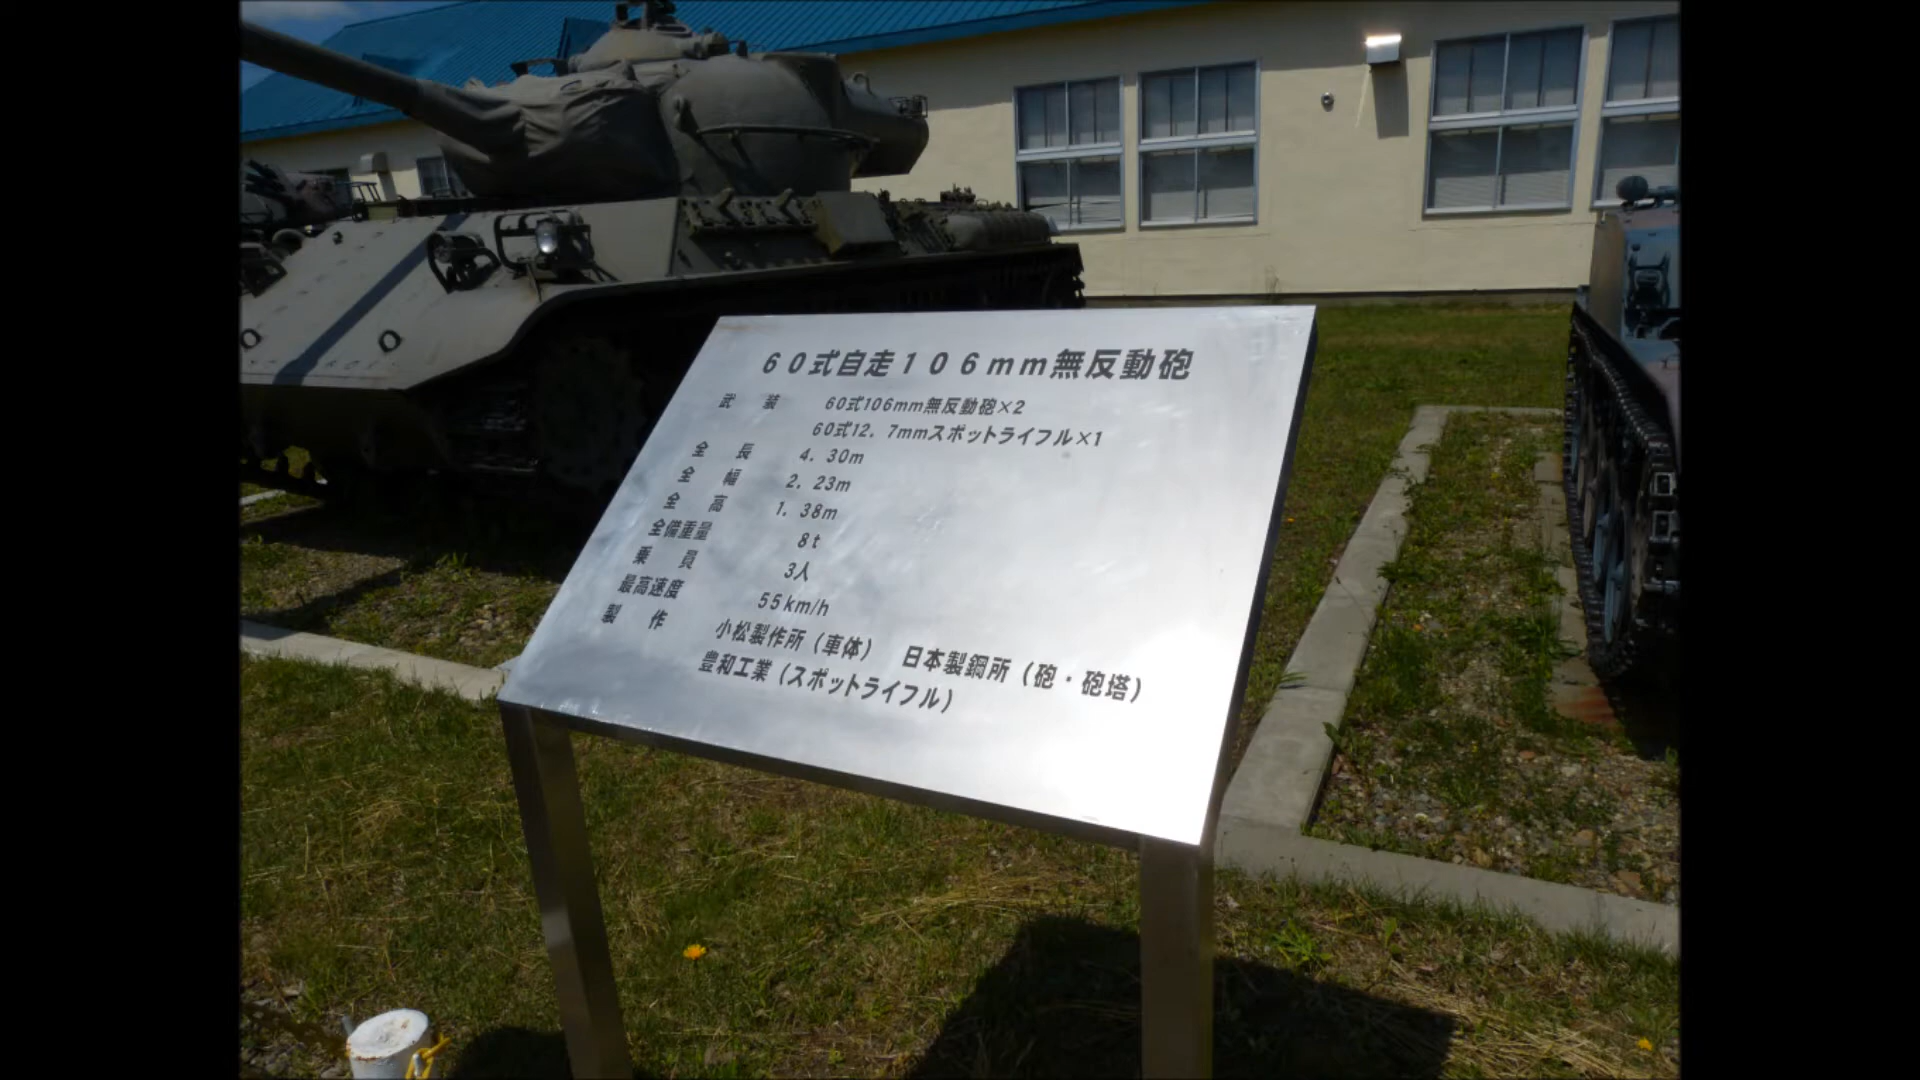 60式自走106mm無反動砲
武装 60式106mm無反動砲×2
60式12.7mmスポットライフル×1
全長 4.30m
全幅 2.23m
全高 1.38m
全備重量 8t
乗員 3人
最高速度 55km/h
製作 小松製作所(車体) 日本製鋼所(砲・砲塔)
豊和工業(スポットライフル)